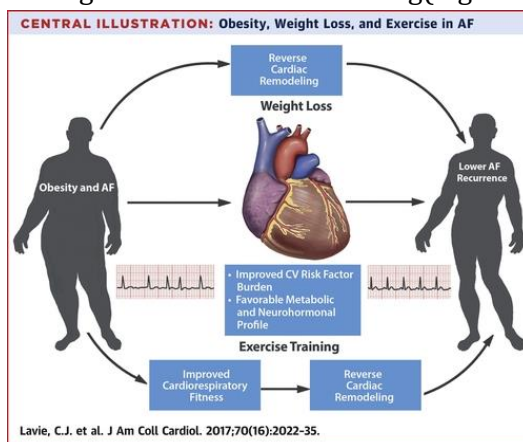 CENTRAL ILLUSTRATION: Obesity, Weight Loss, and Exercise in AF
Reverse
Cardiac
Remodeling
Weight Loss
Obesity and AF
Lower AF
Recurrence
• Improved CV Risk Factor
Burden
• Favorable Metabolic
and Neurohormonal
Profile
Exercise Training
Improved
Cardiorespiratory
Fitness
Reverse
Cardiac
Remodeling
Lavie, C.J. et al. J Am Coll Cardiol. 2017;70(16):2022–35.